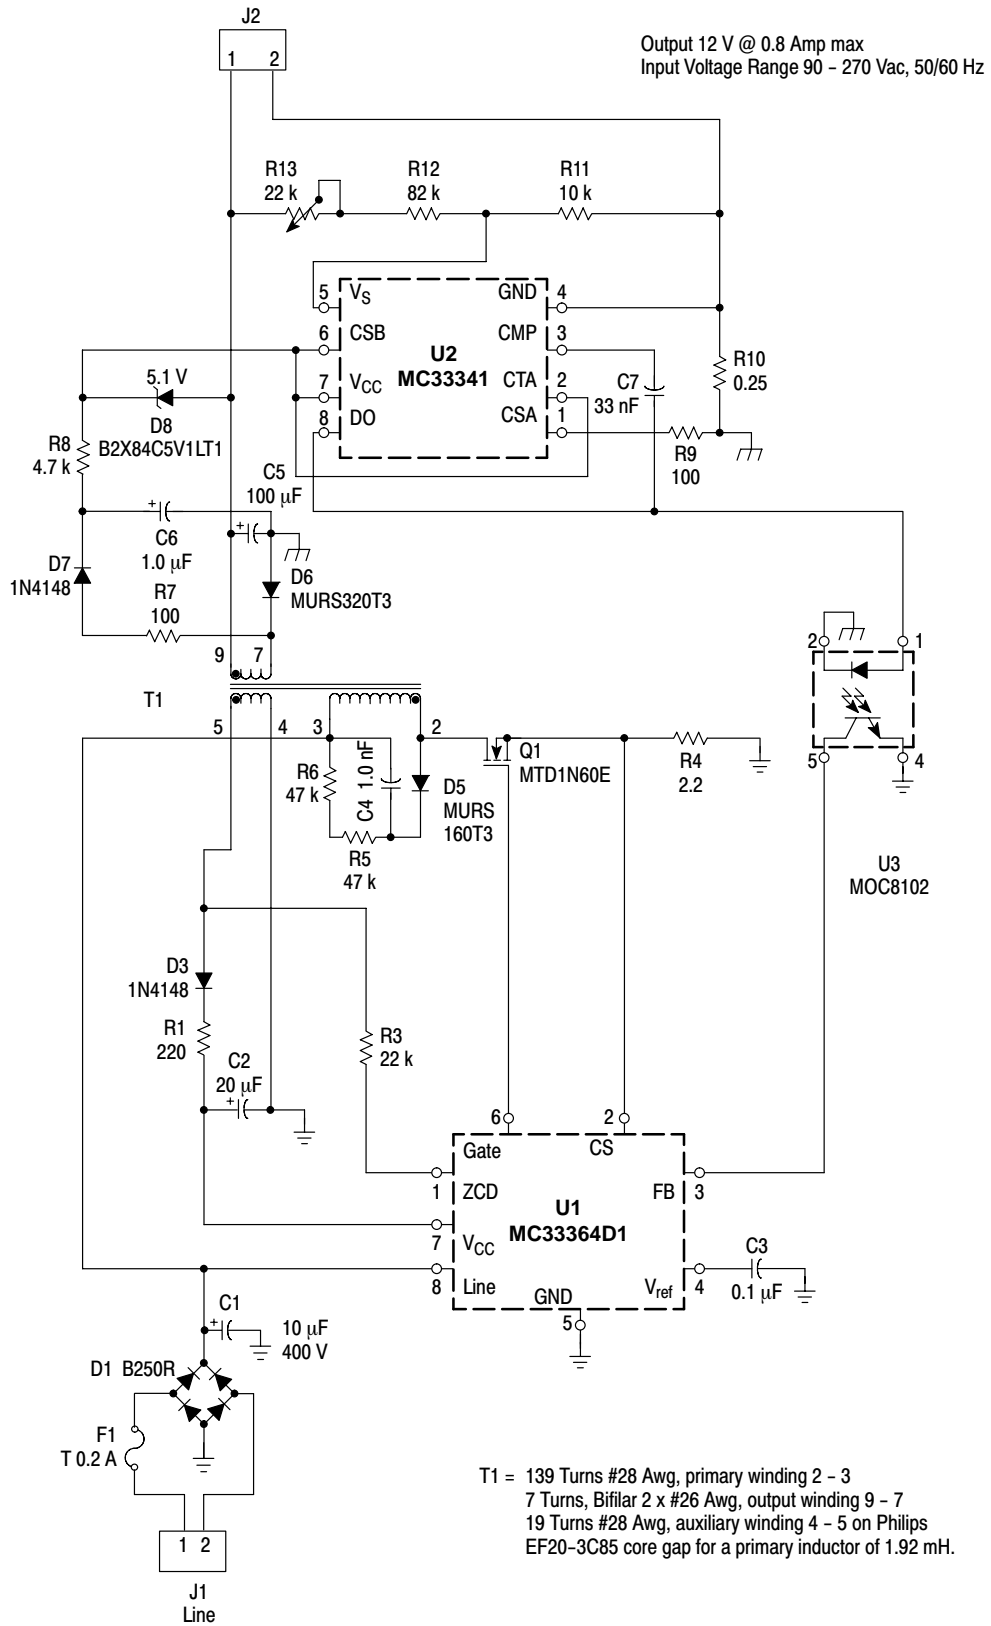 J2
1 2
Output 12 V @ 0.8 Amp max
Input Voltage Range 90 – 270 Vac, 50/60 Hz
R13
22 k
R12
82 k
R11
10 k
5
VS
GND
4
6
CSB
CMP
3
U2
MC33341
7
VCC
CTA
2
8
DO
CSA
1
C7
33 nF
R10
0.25
R9
100
5.1 V
D8
B2X84C5V1LT1
R8
4.7 k
C5
100 μF
+
+
C6
1.0 μF
D7
1N4148
R7
100
D6
MURS320T3
9 7
T1
5 4 3 2
R6
47 k
C4 1.0 nF
D5
MURS
160T3
R5
47 k
Q1
MTD1N60E
R4
2.2
2
1
5
4
U3
MOC8102
D3
1N4148
R1
220
R3
22 k
C2
20 μF
+
6
2
Gate
CS
1
ZCD
FB
3
U1
MC33364D1
7
VCC
8
Line
Vref
4
GND
5
C3
0.1 μF
C1
+
10 μF
400 V
D1 B250R
F1
T 0.2 A
1 2
J1
Line
T1 = 139 Turns #28 Awg, primary winding 2 – 3
7 Turns, Bifilar 2 x #26 Awg, output winding 9 – 7
19 Turns #28 Awg, auxiliary winding 4 – 5 on Philips
EF20–3C85 core gap for a primary inductor of 1.92 mH.